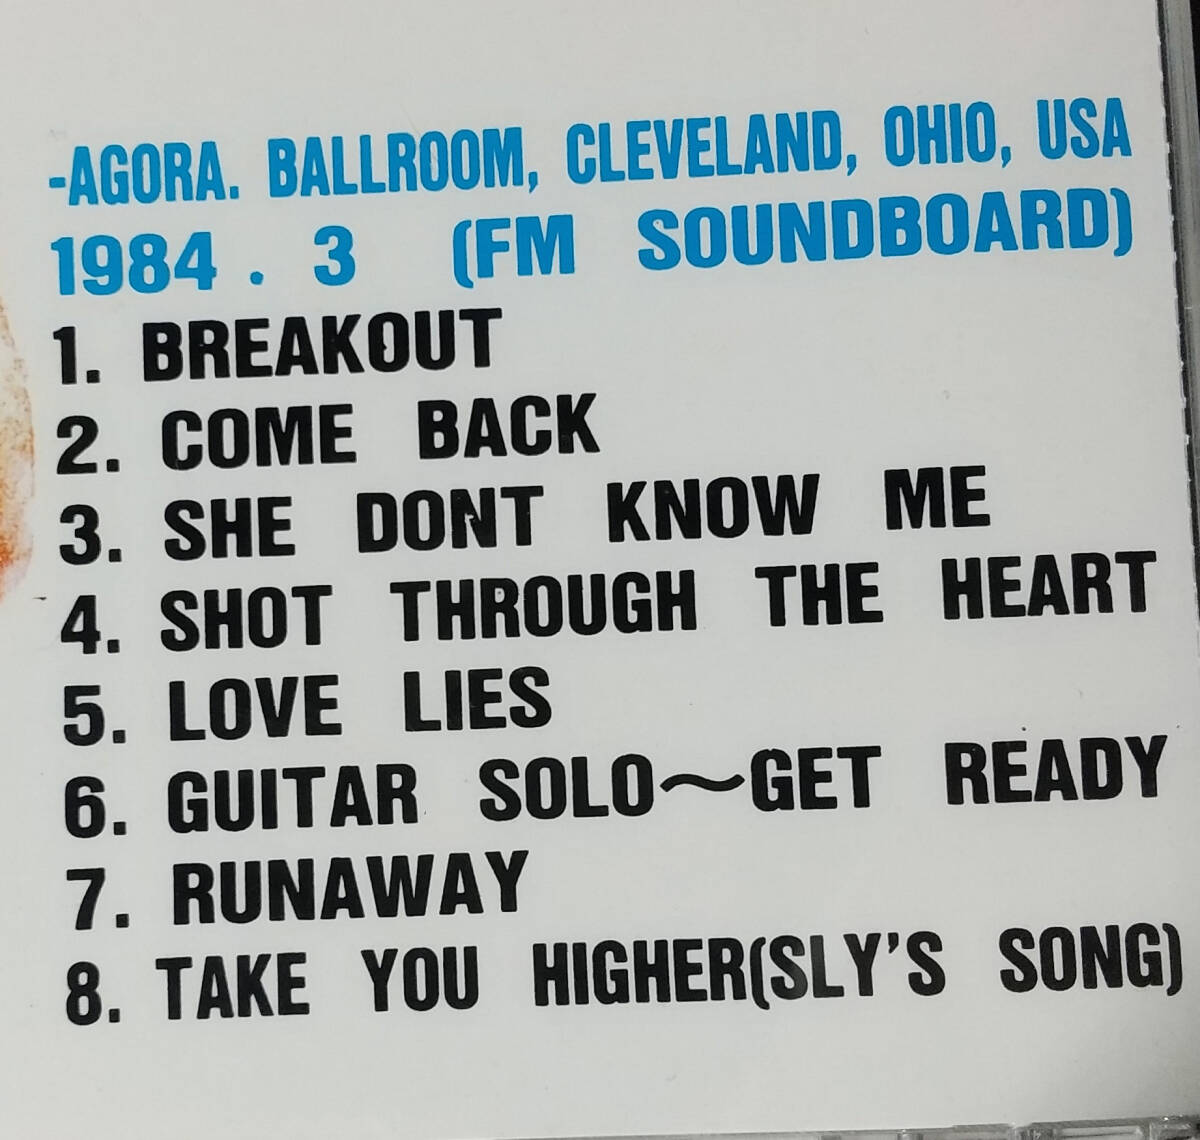 -AGORA. BALLROOM, CLEVELAND, OHIO, USA
1984 . 3 (FM SOUNDBOARD)
1. BREAKOUT
2. COME BACK
3. SHE DONT KNOW ME
4. SHOT THROUGH THE HEART
5. LOVE LIES
6. GUITAR SOLO〜GET READY
7. RUNAWAY
8. TAKE YOU HIGHER(SLY'S SONG)